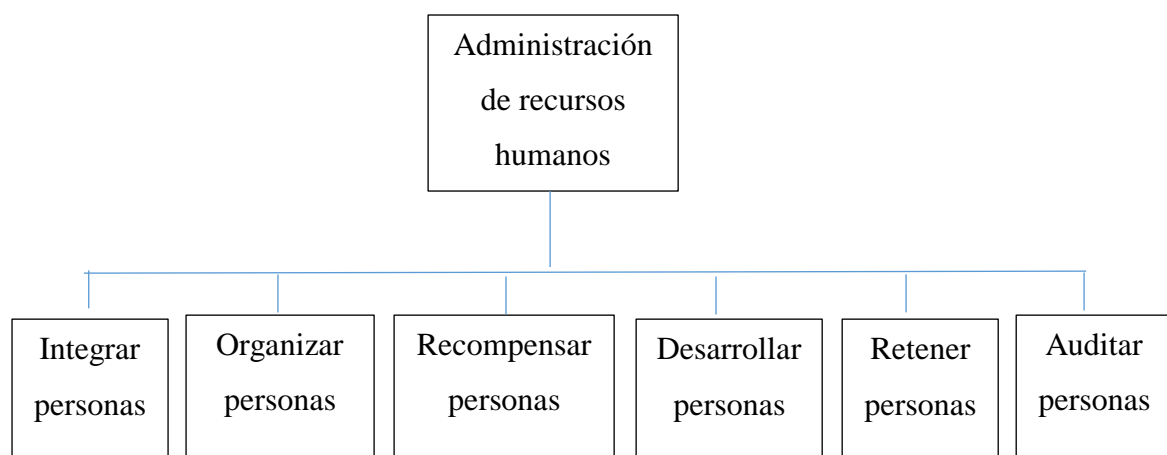 Administración
de recursos
humanos
Integrar
personas
Organizar
personas
Recompensar
personas
Desarrollar
personas
Retener
personas
Auditar
personas